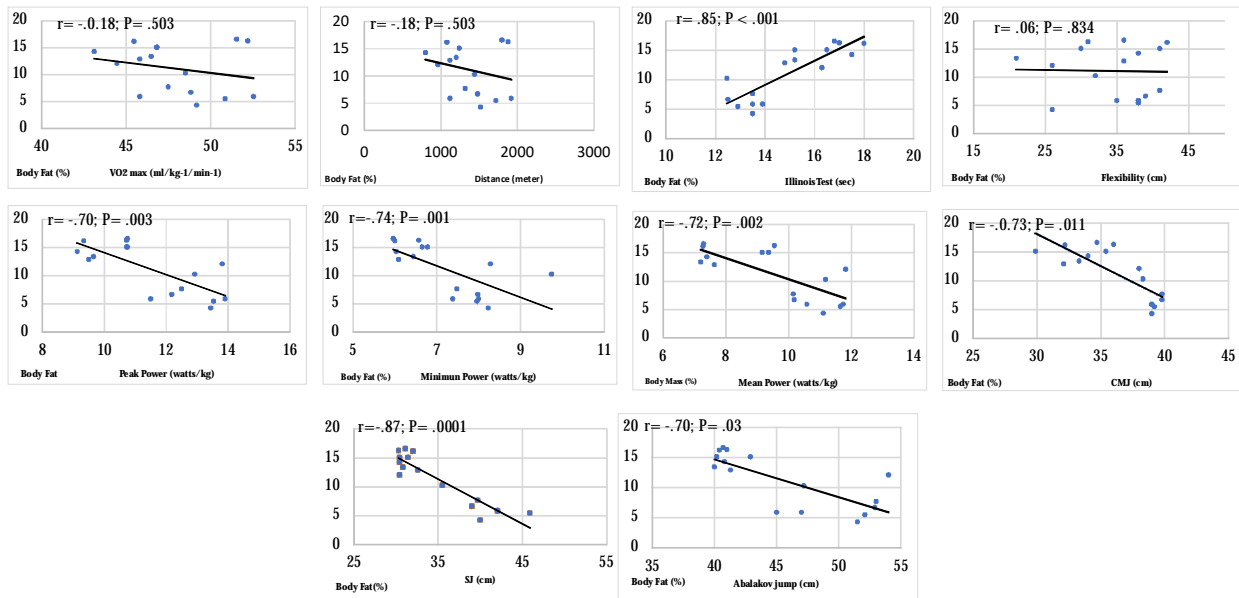 r= -.0.18; P= .503
20
15
10
5
0
40 45 50 55
Body Fat (%) VO2 max (ml/kg-1/min-1)
r= -.18; P= .503
20
15
10
5
0
0 1000 2000 3000
Body Fat (%) Distance (meter)
r= .85; P < .001
20
15
10
5
0
10 12 14 16 18 20
Body Fat (%) Illinois Test (sec)
r= .06; P= .834
20
15
10
5
0
15 25 35 45
Body Fat (%) Flexibility (cm)
r= -.70; P= .003
20
15
10
5
0
8 10 12 14 16
Body Fat Peak Power (watts/kg)
r=-.74; P= .001
20
15
10
5
0
5 7 9 11
Body Fat (%) Minimun Power (watts/kg)
r= -.72; P= .002
20
15
10
5
0
6 8 10 12 14
Body Mass (%) Mean Power (watts/kg)
r= -.0.73; P= .011
20
15
10
5
0
25 30 35 40 45
Body Fat (%) CMJ (cm)
r=-.87; P= .0001
20
15
10
5
0
25 35 45 55
Body Fat(%) SJ (cm)
r= -.70; P= .03
20
15
10
5
0
35 40 45 50 55
Body Fat (%) Abalakov jump (cm)